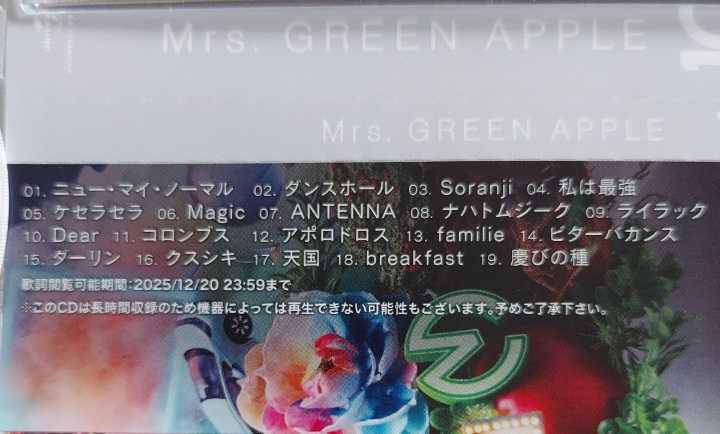 Mrs. GREEN APPLE
10
Mrs. GREEN APPLE
01. ニュー・マイ・ノーマル 02. ダンスホール 03. Soranji 04. 私は最強
05. ケセラセラ 06. Magic 07. ANTENNA 08. ナハトムジーク 09. ライラック
10. Dear 11. コロンブス 12. アポロドロス 13. familie 14. ビターバカンス
15. ダーリン 16. クスシキ 17. 天国 18. breakfast 19. 慶びの種
歌詞閲覧可能期間：2025/12/20 23:59まで
※このCDは長時間収録のため機器によっては再生できない可能性もございます。予めご了承下さい。